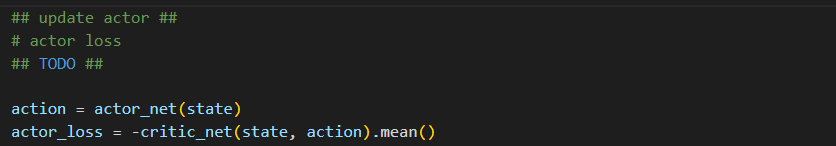 ## update actor ##
# actor loss
## TODO ##
action = actor_net(state)
actor_loss = -critic_net(state, action).mean()